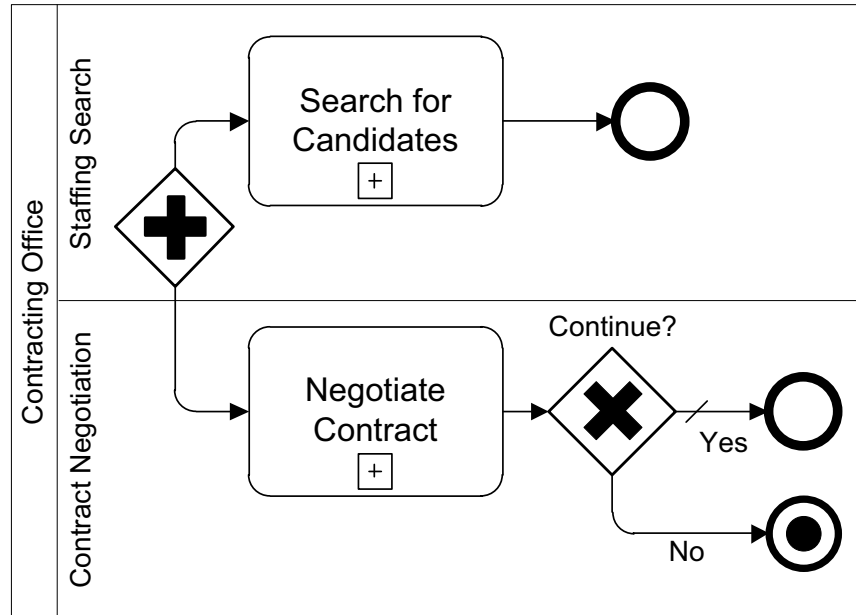 Contracting Office
Staffing Search
Search for
Candidates
Contract Negotiation
Negotiate
Contract
Continue?
Yes
No